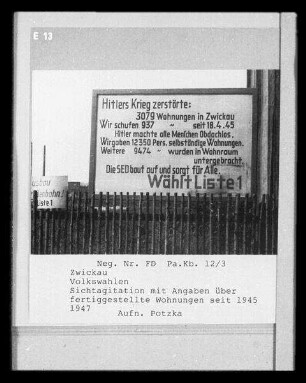 E 13
Hitlers Krieg zerstörte:
3079 Wohnungen in Zwickau
Wir schufen 937 " seit 18.4.45
Hitler machte alle Menschen Obdachlos,
Wir gaben 12350 Pers. selbständige Wohnungen.
Weitere 9474 " wurden in Wohnraum
untergebracht.
Die SED baut auf und sorgt für Alle.
Wählt Liste 1
Liste 1
Neg. Nr. FD Pa.Kb. 12/3
Zwickau
Volkswahlen
Sichtagitation mit Angaben über
fertiggestellte Wohnungen seit 1945
1947
Aufn. Potzka